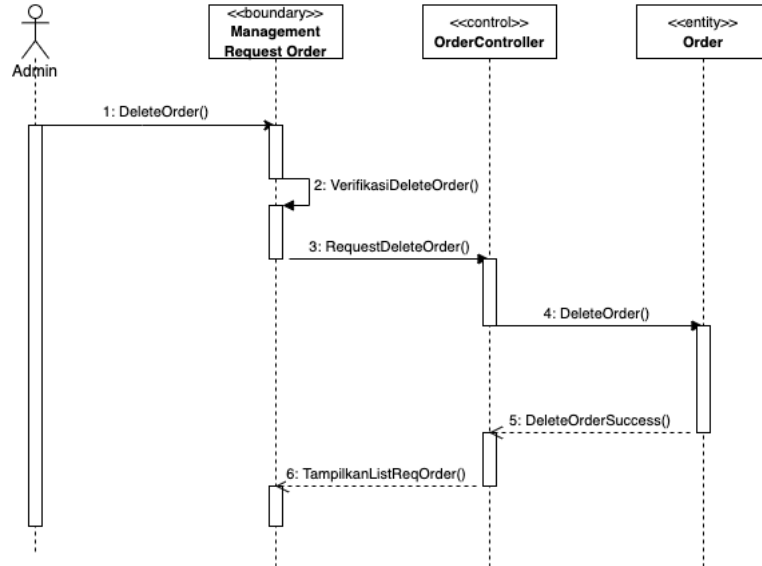 <<boundary>>
Management
Request Order
<<control>>
OrderController
<<entity>>
Order
Admin
1: DeleteOrder()
2: VerifikasiDeleteOrder()
3: RequestDeleteOrder()
4: DeleteOrder()
5: DeleteOrderSuccess()
6: TampilkanListReqOrder()